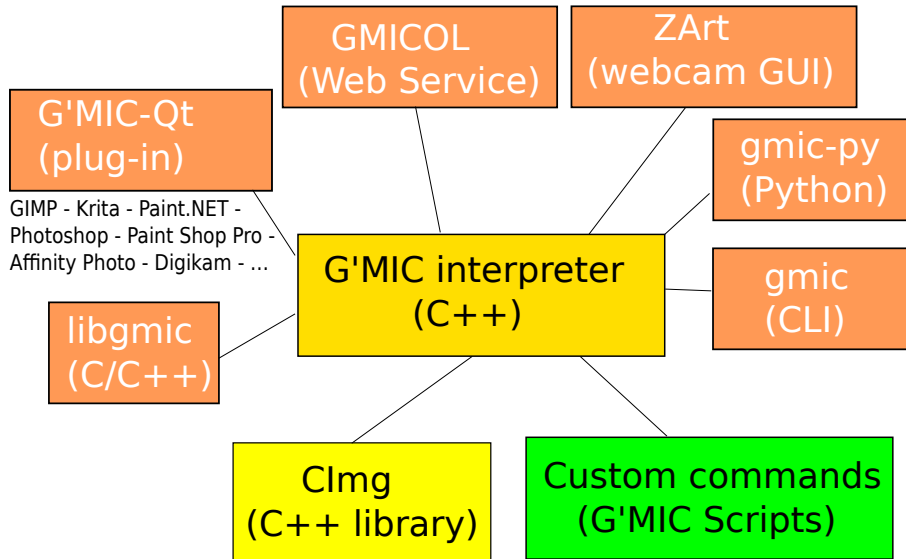 GMICOL
(Web Service)
ZArt
(webcam GUI)
G'MIC-Qt
(plug-in)
GIMP - Krita - Paint.NET -
Photoshop - Paint Shop Pro -
Affinity Photo - Digikam - ...
gmic-py
(Python)
G'MIC interpreter
(C++)
gmic
(CLI)
libgmic
(C/C++)
CImg
(C++ library)
Custom commands
(G'MIC Scripts)